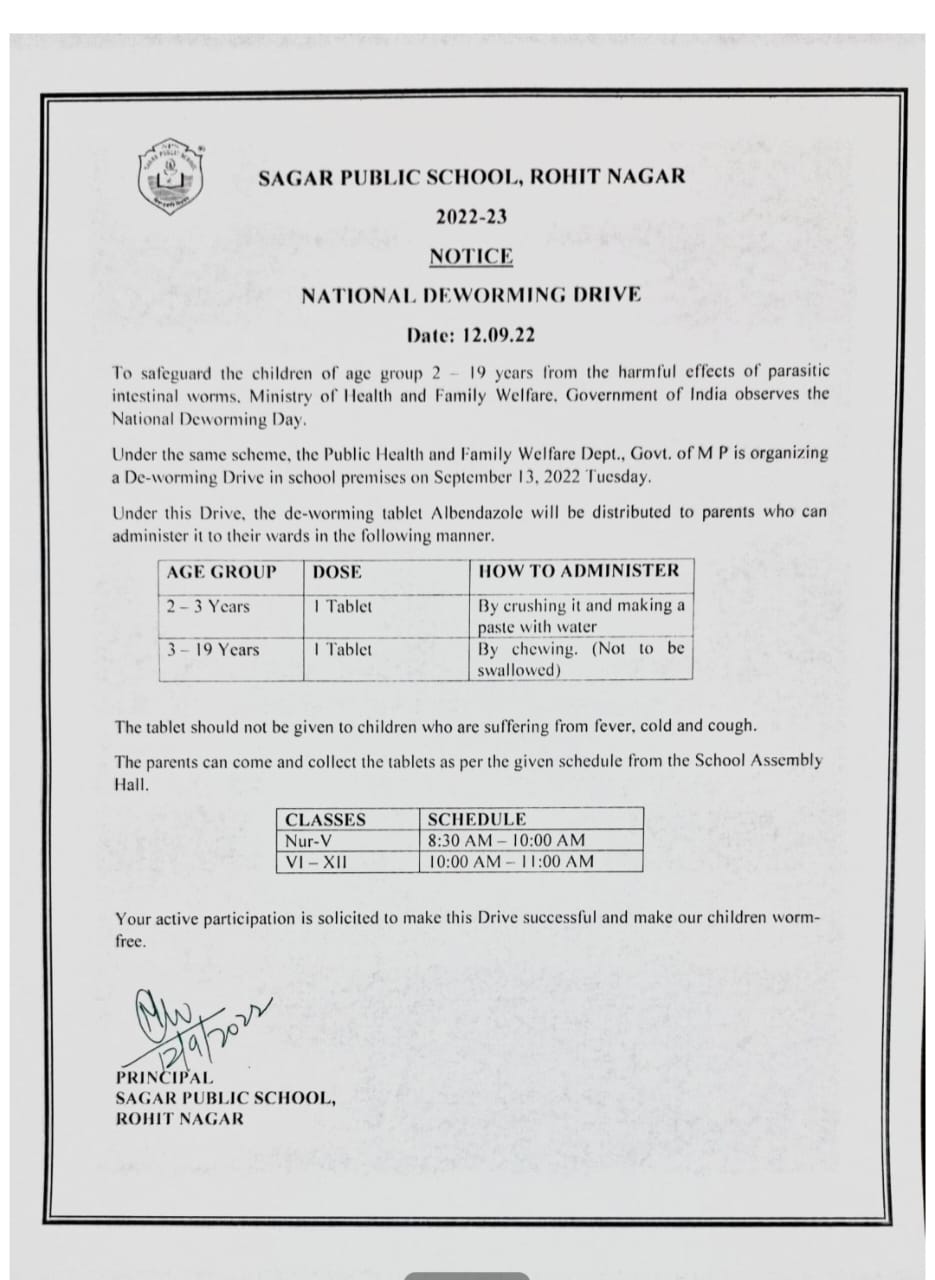 SAGAR PUBLIC SCHOOL
SAGAR PUBLIC SCHOOL, ROHIT NAGAR
2022-23
NOTICE
NATIONAL DEWORMING DRIVE
Date: 12.09.22
To safeguard the children of age group 2 – 19 years from the harmful effects of parasitic
intestinal worms. Ministry of Health and Family Welfare, Government of India observes the
National Deworming Day.
Under the same scheme, the Public Health and Family Welfare Dept., Govt. of M P is organizing
a De-worming Drive in school premises on September 13, 2022 Tuesday.
Under this Drive, the de-worming tablet Albendazole will be distributed to parents who can
administer it to their wards in the following manner.
AGE GROUP DOSE HOW TO ADMINISTER
2 – 3 Years 1 Tablet By crushing it and making a
paste with water
3 – 19 Years 1 Tablet By chewing. (Not to be
swallowed)
The tablet should not be given to children who are suffering from fever, cold and cough.
The parents can come and collect the tablets as per the given schedule from the School Assembly
Hall.
CLASSES SCHEDULE
Nur-V 8:30 AM – 10:00 AM
VI – XII 10:00 AM – 11:00 AM
Your active participation is solicited to make this Drive successful and make our children worm-
free.
12/9/2022
PRINCIPAL
SAGAR PUBLIC SCHOOL,
ROHIT NAGAR